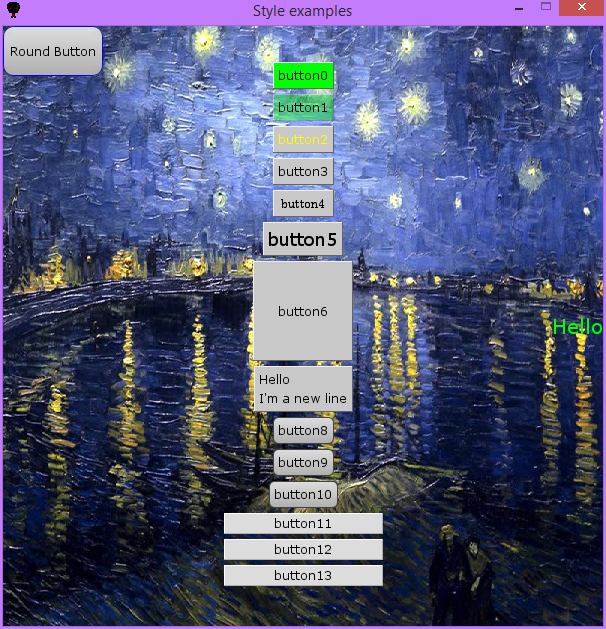 Style examples
Round Button
button0
button1
button2
button3
button4
button5
button6
Hello
Hello
I'm a new line
button8
button9
button10
button11
button12
button13